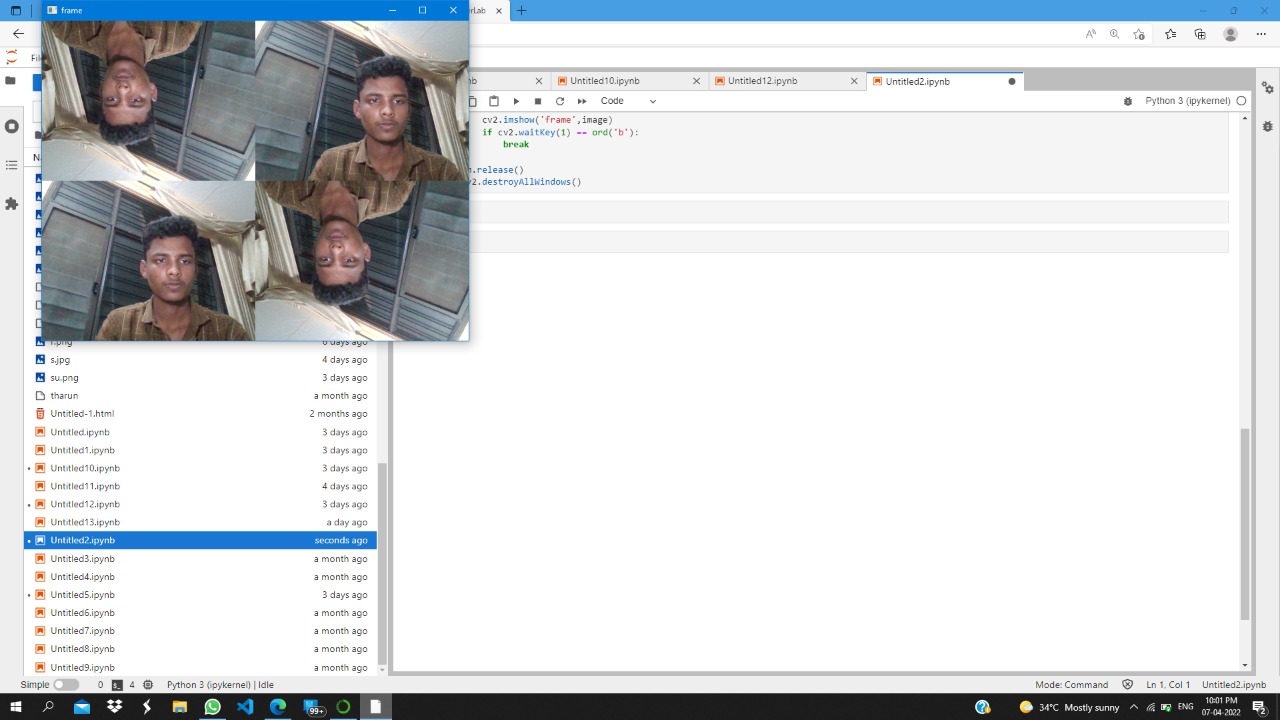 frame
rLab
Fil
nb
Untitled10.ipynb
Untitled12.ipynb
Untitled2.ipynb
Code
Python 3 (ipykernel)
cv2.imshow('frame',image)
if cv2.waitKey(1) == ord('b'):
break
.release()
2.destroyAllWindows()
Na
r.png 6 days ago
s.jpg 4 days ago
su.png 3 days ago
tharun a month ago
Untitled-1.html 2 months ago
Untitled.ipynb 3 days ago
Untitled1.ipynb 3 days ago
Untitled10.ipynb 3 days ago
Untitled11.ipynb 4 days ago
Untitled12.ipynb 3 days ago
Untitled13.ipynb a day ago
Untitled2.ipynb seconds ago
Untitled3.ipynb a month ago
Untitled4.ipynb a month ago
Untitled5.ipynb 3 days ago
Untitled6.ipynb a month ago
Untitled7.ipynb a month ago
Untitled8.ipynb a month ago
Untitled9.ipynb a month ago
Simple 0 4 Python 3 (ipykernel) | Idle Mode: Command Ln 1, Col 1 Untitled2.ipynb
99+
34°C Mostly sunny ENG 10:01 PM
07-04-2022 2